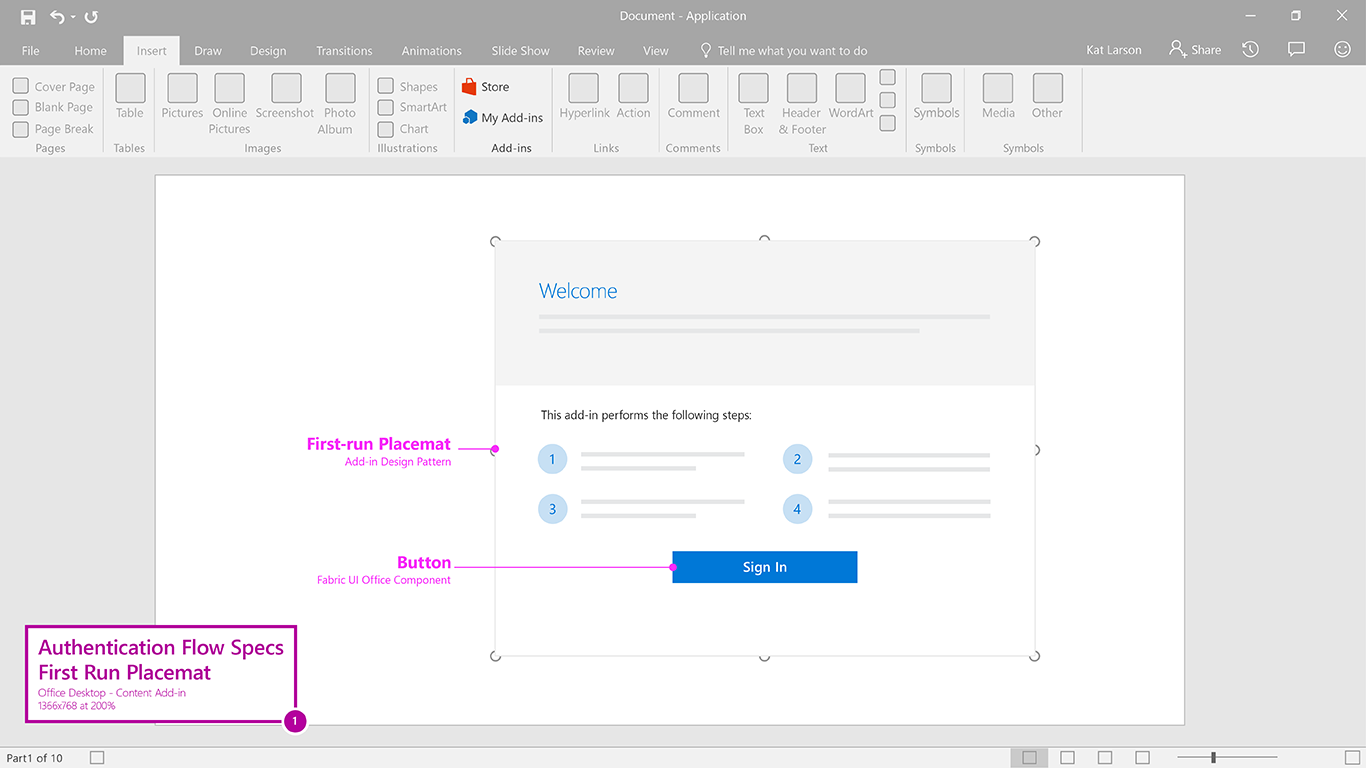 Document - Application
File Home Insert Draw Design Transitions Animations Slide Show Review View Tell me what you want to do Kat Larson Share
Cover Page
Blank Page
Page Break
Pages
Table
Tables
Pictures
Online
Pictures
Screenshot
Photo
Album
Images
Shapes
SmartArt
Chart
Illustrations
Store
My Add-ins
Add-ins
Hyperlink
Action
Links
Comment
Comments
Text
Box
Header
& Footer
WordArt
Text
Symbols
Symbols
Media
Other
Symbols
Welcome
This add-in performs the following steps:
First-run Placemat
Add-in Design Pattern
1
2
3
4
Button
Fabric UI Office Component
Sign In
Authentication Flow Specs
First Run Placemat
Office Desktop - Content Add-in
1366x768 at 200%
1
Part1 of 10